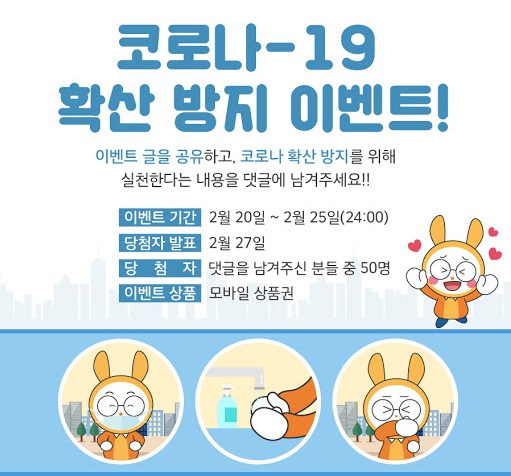 코로나-19
확산 방지 이벤트!
이벤트 글을 공유하고, 코로나 확산 방지를 위해
실천한다는 내용을 댓글에 남겨주세요!!
이벤트 기간 2월 20일 ~ 2월 25일(24:00)
당첨자 발표 2월 27일
당 첨 자 댓글을 남겨주신 분들 중 50명
이벤트 상품 모바일 상품권